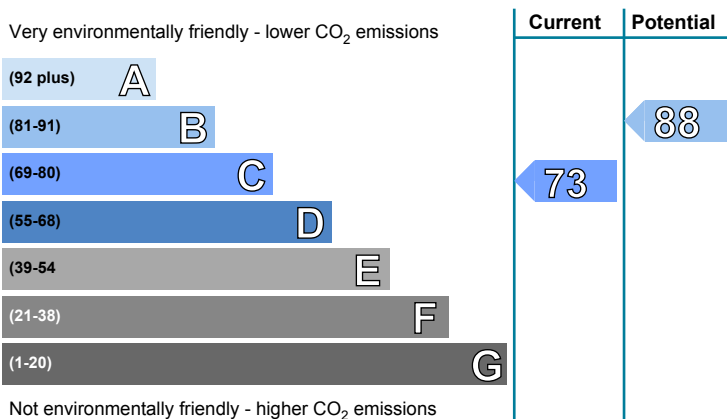 Current Potential
Very environmentally friendly - lower CO₂ emissions
(92 plus) A
(81-91) B 88
(69-80) C 73
(55-68) D
(39-54 E
(21-38) F
(1-20) G
Not environmentally friendly - higher CO₂ emissions